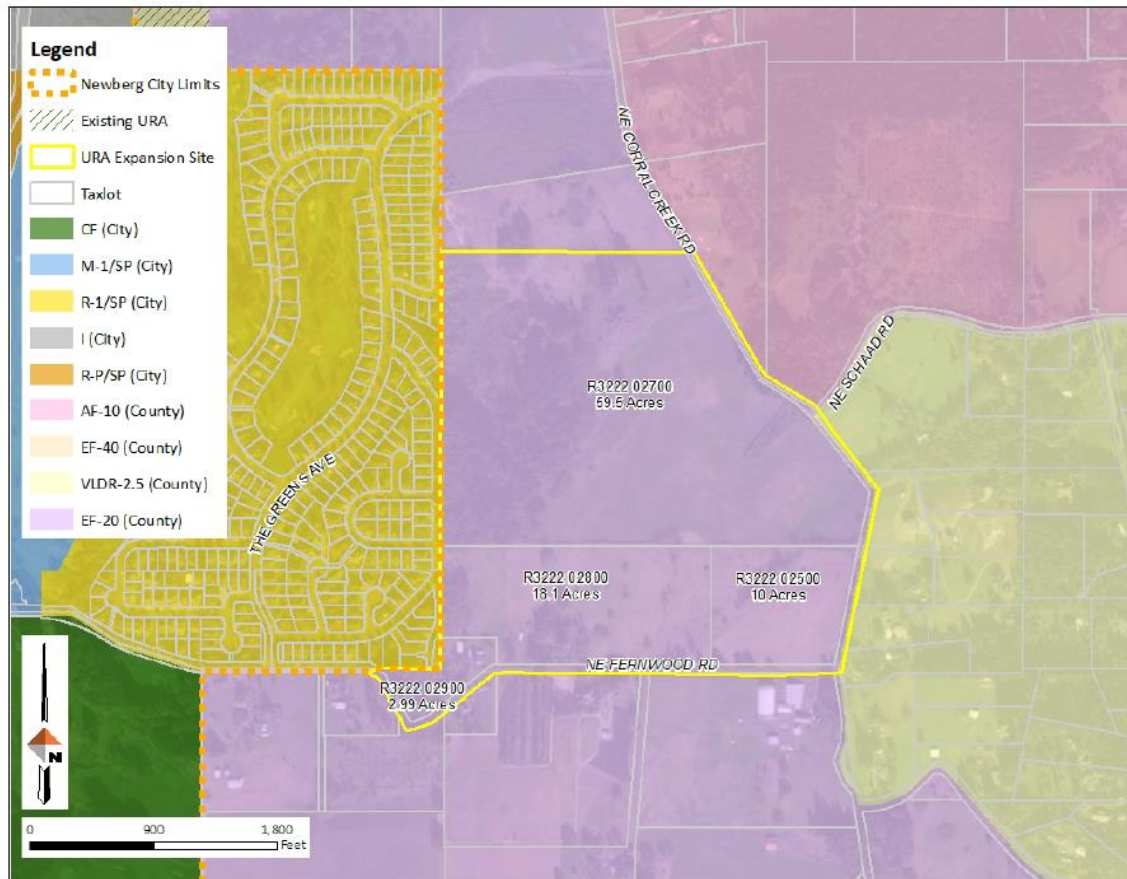 Legend
Newberg City Limits
Existing URA
URA Expansion Site
Taxlot
CF (City)
M-1/SP (City)
R-1/SP (City)
I (City)
R-P/SP (City)
AF-10 (County)
EF-40 (County)
VLDR-2.5 (County)
EF-20 (County)
NE CORRAL CREEK RD
NE SCHAAD RD
R3222 02700
59.5 Acres
THE GREENS AVE
R3222 02800
18.1 Acres
R3222 02500
10 Acres
NE FERNWOOD RD
R3222 02900
2.99 Acres
N
0 900 1,800
Feet